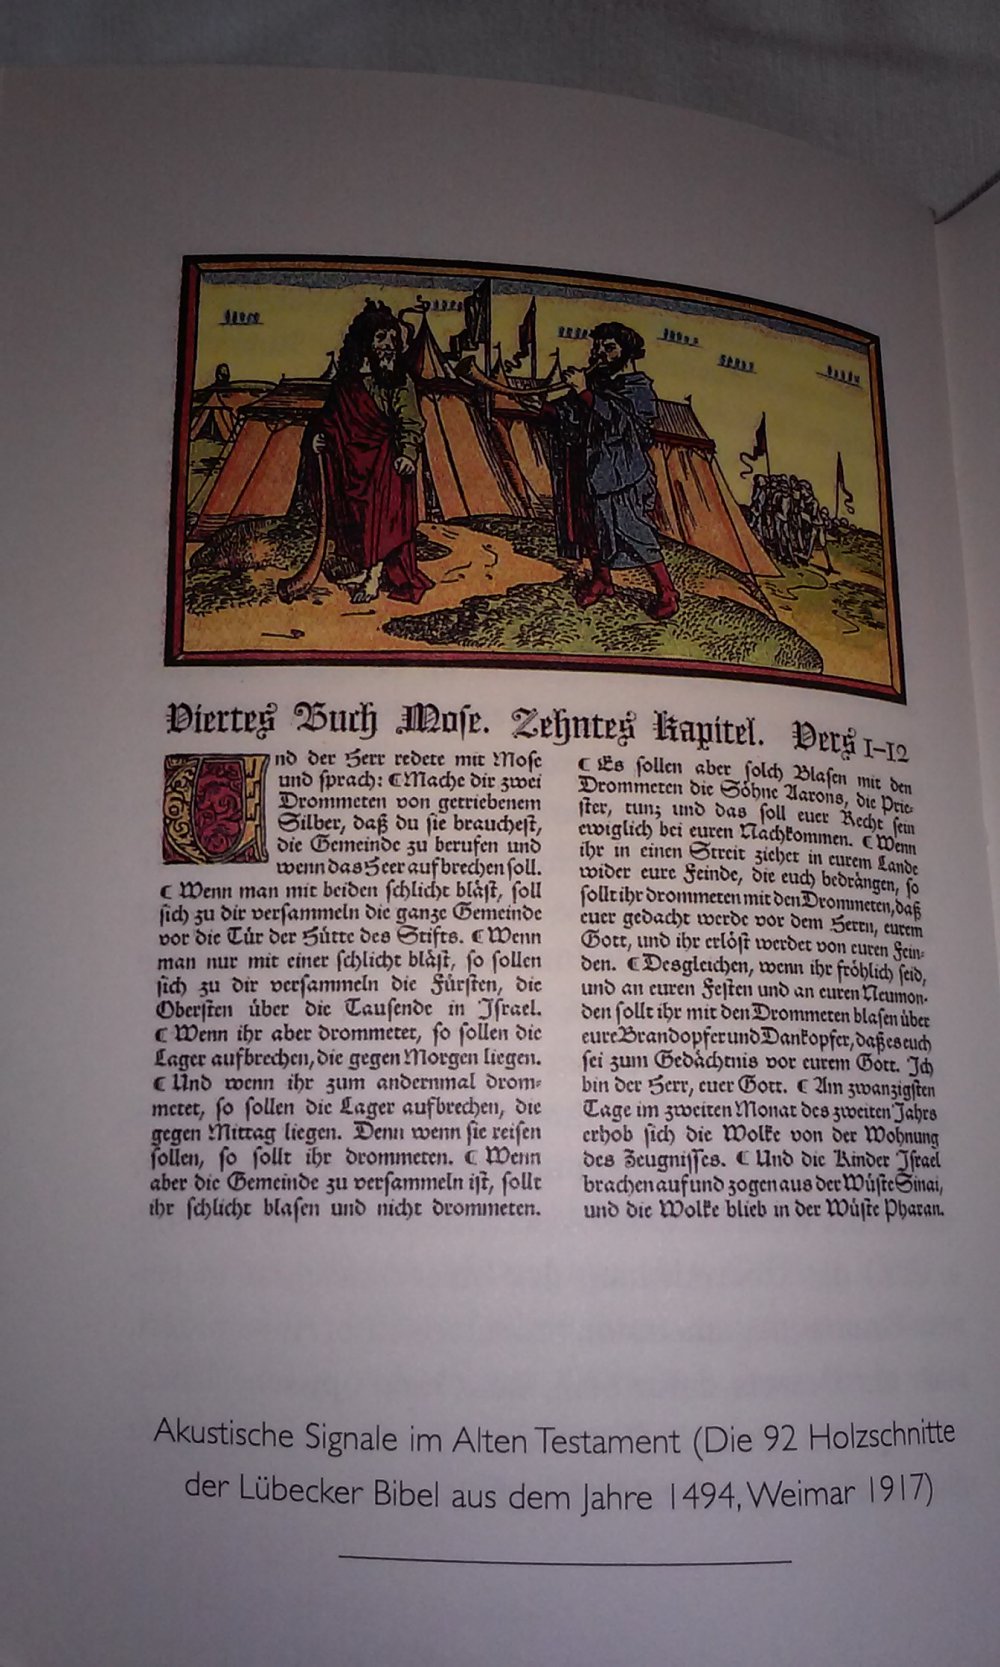 Viertes Buch Mose. Zehntes Kapitel. Vers 1–12
Und der Herr redete mit Mose
und sprach: ¶ Mache dir zwei
Drommeten von getriebenem
Silber, daß du sie brauchest,
die Gemeinde zu berufen und
wenn das Heer aufbrechen soll.
¶ Wenn man mit beiden schlicht bläst, soll
sich zu dir versammeln die ganze Gemeinde
vor die Tür der Hütte des Stifts. ¶ Wenn
man nur mit einer schlicht bläst, so sollen
sich zu dir versammeln die Fürsten, die
Obersten über die Tausende in Israel.
¶ Wenn ihr aber drommetet, so sollen die
Lager aufbrechen, die gegen Morgen liegen.
¶ Und wenn ihr zum andernmal drom-
metet, so sollen die Lager aufbrechen, die
gegen Mittag liegen. Denn wenn sie reisen
sollen, so sollt ihr drommeten. ¶ Wenn
aber die Gemeinde zu versammeln ist, sollt
ihr schlicht blasen und nicht drommeten.
¶ Es sollen aber solch Blasen mit den
Drommeten die Söhne Aarons, die Prie-
ster, tun; und das soll euer Recht sein
ewiglich bei euren Nachkommen. ¶ Wenn
ihr in einen Streit ziehet in eurem Lande
wider eure Feinde, die euch bedrängen, so
sollt ihr drommeten mit den Drommeten, daß
euer gedacht werde vor dem Herrn, eurem
Gott, und ihr erlöst werdet von euren Fein-
den. ¶ Desgleichen, wenn ihr fröhlich seid,
und an euren Festen und an euren Neumon-
den sollt ihr mit den Drommeten blasen über
eure Brandopfer und Dankopfer, daß es euch
sei zum Gedächtnis vor eurem Gott. Ich
bin der Herr, euer Gott. ¶ Am zwanzigsten
Tage im zweiten Monat des zweiten Jahrs
erhob sich die Wolke von der Wohnung
des Zeugnisses. ¶ Und die Kinder Israel
brachen auf und zogen aus der Wüste Sinai,
und die Wolke blieb in der Wüste Pharan.
Akustische Signale im Alten Testament (Die 92 Holzschnitte
der Lübecker Bibel aus dem Jahre 1494, Weimar 1917)